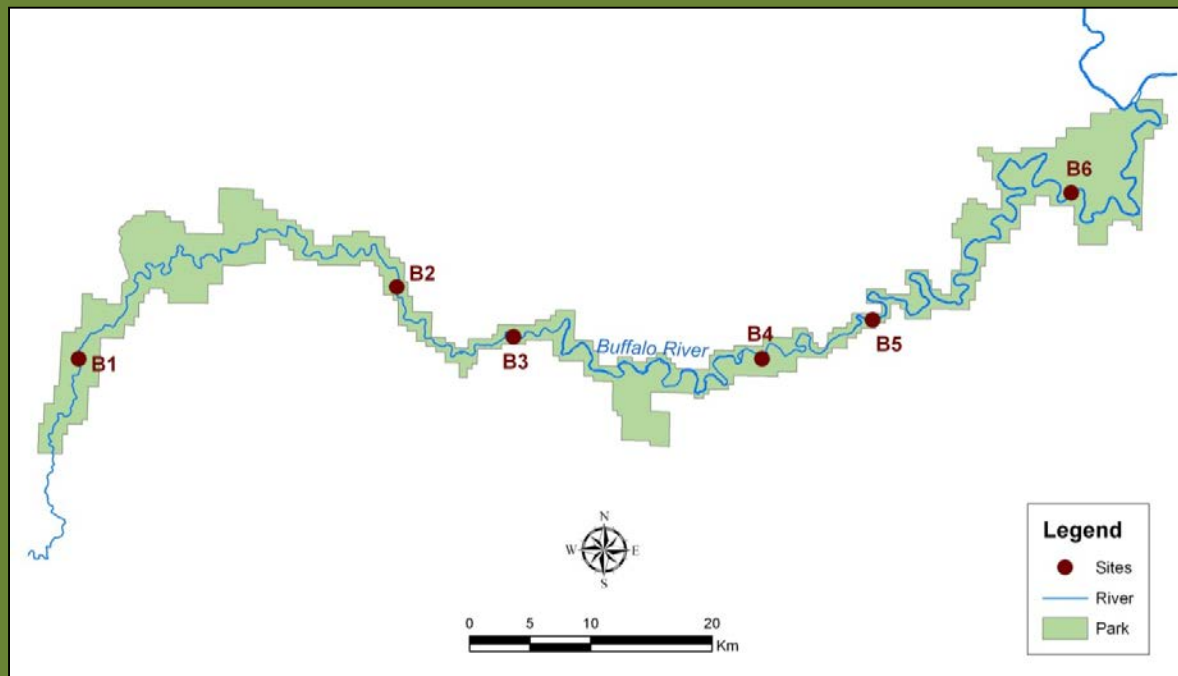 B6
B2
B1
B3
Buffalo River
B4
B5
N
W E
S
0 5 10 20
Km
Legend
Sites
River
Park